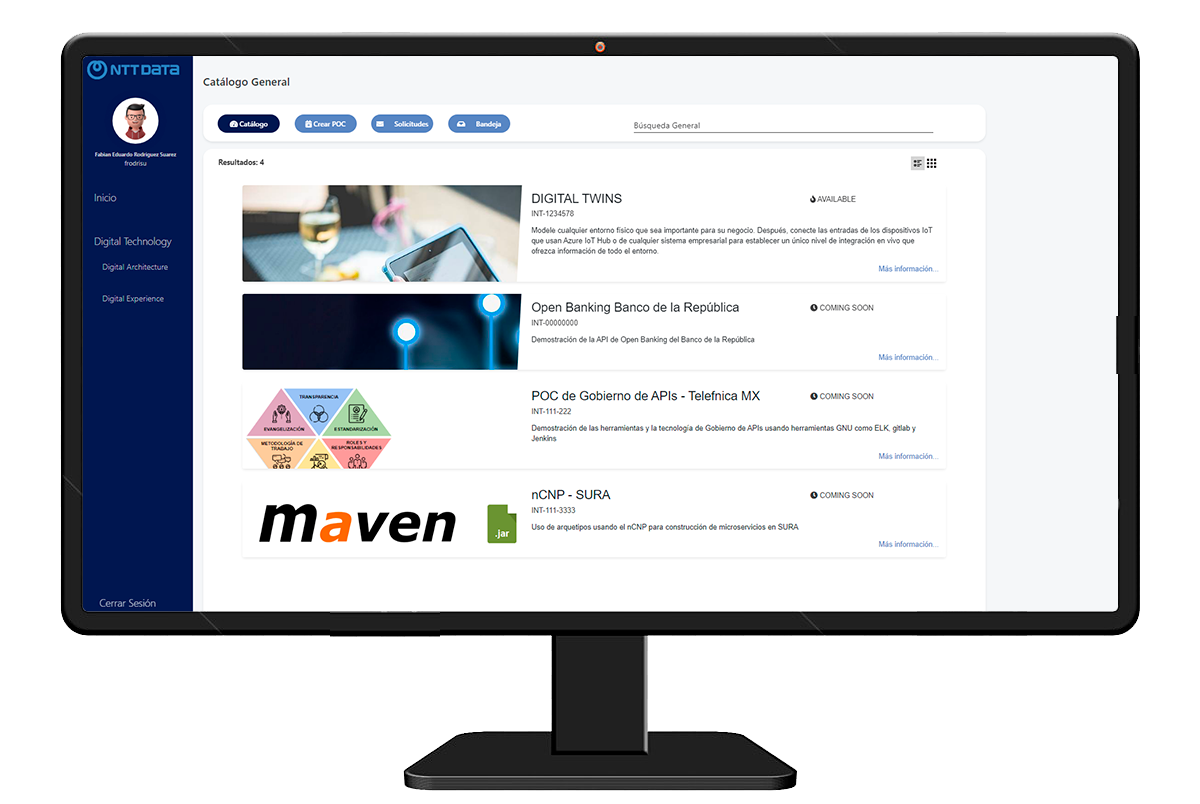 NTT DATA
Fabian Eduardo Rodriguez Suarez
frodrisu
Inicio
Digital Technology
Digital Architecture
Digital Experience
Cerrar Sesión
Catálogo General
Catálogo
Crear POC
Solicitudes
Bandeja
Búsqueda General
Resultados: 4
DIGITAL TWINS
AVAILABLE
INT-1234578
Modele cualquier entorno físico que sea importante para su negocio. Después, conecte las entradas de los dispositivos IoT
que usan Azure IoT Hub o de cualquier sistema empresarial para establecer un único nivel de integración en vivo que
ofrezca información de todo el entorno.
Más información...
Open Banking Banco de la República
COMING SOON
INT-00000000
Demostración de la API de Open Banking del Banco de la República
Más información...
TRANSPARENCIA
EVANGELIZACIÓN
ESTANDARIZACIÓN
METODOLOGÍA DE
TRABAJO
ROLES Y
RESPONSABILIDADES
POC de Gobierno de APIs - Telefnica MX
COMING SOON
INT-111-222
Demostración de las herramientas y la tecnología de Gobierno de APIs usando herramientas GNU como ELK, gitlab y
Jenkins
Más información...
maven
.jar
nCNP - SURA
COMING SOON
INT-111-3333
Uso de arquetipos usando el nCNP para construcción de microservicios en SURA
Más información...